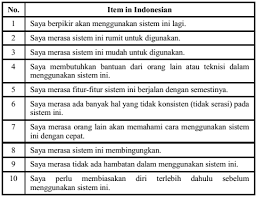 No. Item in Indonesian
1 Saya berpikir akan menggunakan sistem ini lagi.
2 Saya merasa sistem ini rumit untuk digunakan.
3 Saya merasa sistem ini mudah untuk digunakan.
4 Saya membutuhkan bantuan dari orang lain atau teknisi dalam
menggunakan sistem ini.
5 Saya merasa fitur-fitur sistem ini berjalan dengan semestinya.
6 Saya merasa ada banyak hal yang tidak konsisten (tidak serasi) pada
sistem ini.
7 Saya merasa orang lain akan memahami cara menggunakan sistem
ini dengan cepat.
8 Saya merasa sistem ini membingungkan.
9 Saya merasa tidak ada hambatan dalam menggunakan sistem ini.
10 Saya perlu membiasakan diri terlebih dahulu sebelum
menggunakan sistem ini.